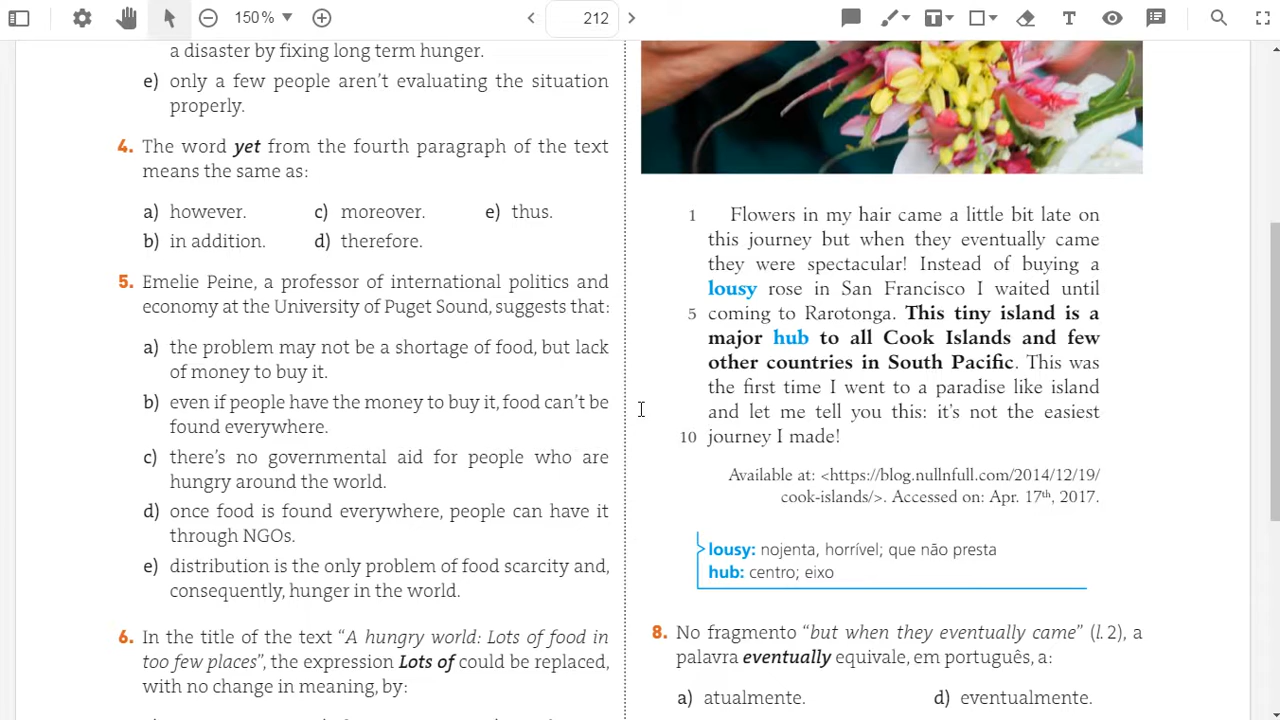 150%
212
a disaster by fixing long term hunger.
e) only a few people aren't evaluating the situation
properly.
4. The word yet from the fourth paragraph of the text
means the same as:
a) however. c) moreover. e) thus.
b) in addition. d) therefore.
5. Emelie Peine, a professor of international politics and
economy at the University of Puget Sound, suggests that:
a) the problem may not be a shortage of food, but lack
of money to buy it.
b) even if people have the money to buy it, food can't be
found everywhere.
c) there's no governmental aid for people who are
hungry around the world.
d) once food is found everywhere, people can have it
through NGOs.
e) distribution is the only problem of food scarcity and,
consequently, hunger in the world.
6. In the title of the text "A hungry world: Lots of food in
too few places", the expression Lots of could be replaced,
with no change in meaning, by:
1 Flowers in my hair came a little bit late on
this journey but when they eventually came
they were spectacular! Instead of buying a
lousy rose in San Francisco I waited until
5 coming to Rarotonga. This tiny island is a
major hub to all Cook Islands and few
other countries in South Pacific. This was
the first time I went to a paradise like island
and let me tell you this: it's not the easiest
10 journey I made!
Available at: <https://blog.nullnfull.com/2014/12/19/
cook-islands/>. Accessed on: Apr. 17th, 2017.
lousy: nojenta, horrível; que não presta
hub: centro; eixo
8. No fragmento "but when they eventually came" (l. 2), a
palavra eventually equivale, em português, a:
a) atualmente. d) eventualmente.